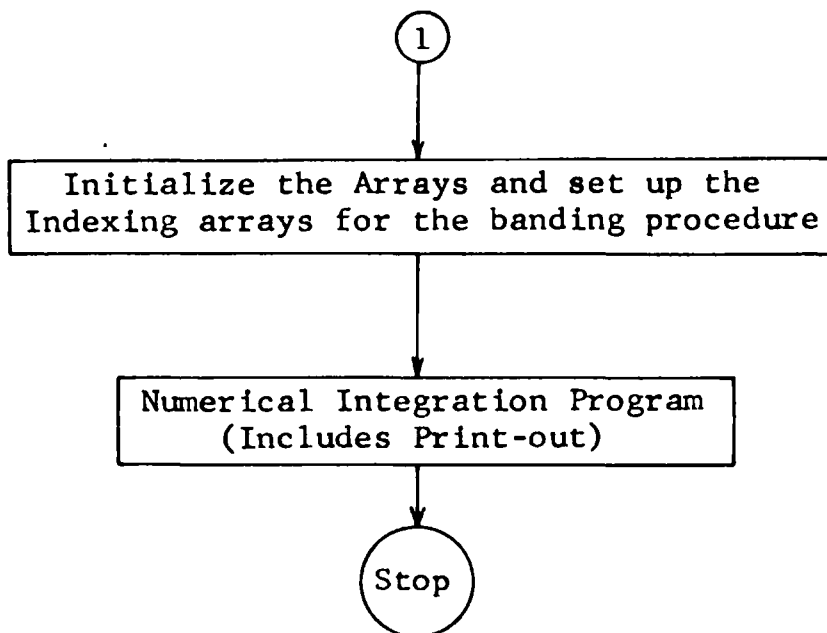 1
Initialize the Arrays and set up the
Indexing arrays for the banding procedure
Numerical Integration Program
(Includes Print-out)
Stop